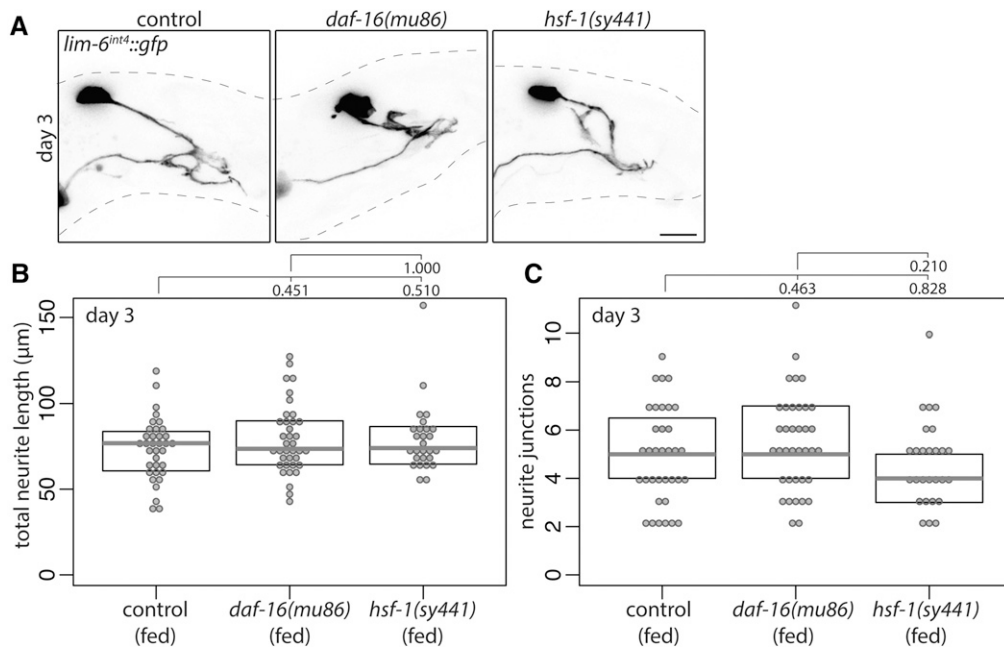 A
control
daf-16(mu86)
hsf-1(sy441)
lim-6int4::gfp
day 3
B
1.000
0.451
0.510
day 3
total neurite length (µm)
150
100
50
0
control
(fed)
daf-16(mu86)
(fed)
hsf-1(sy441)
(fed)
C
0.210
0.463
0.828
day 3
neurite junctions
10
8
6
4
2
0
control
(fed)
daf-16(mu86)
(fed)
hsf-1(sy441)
(fed)